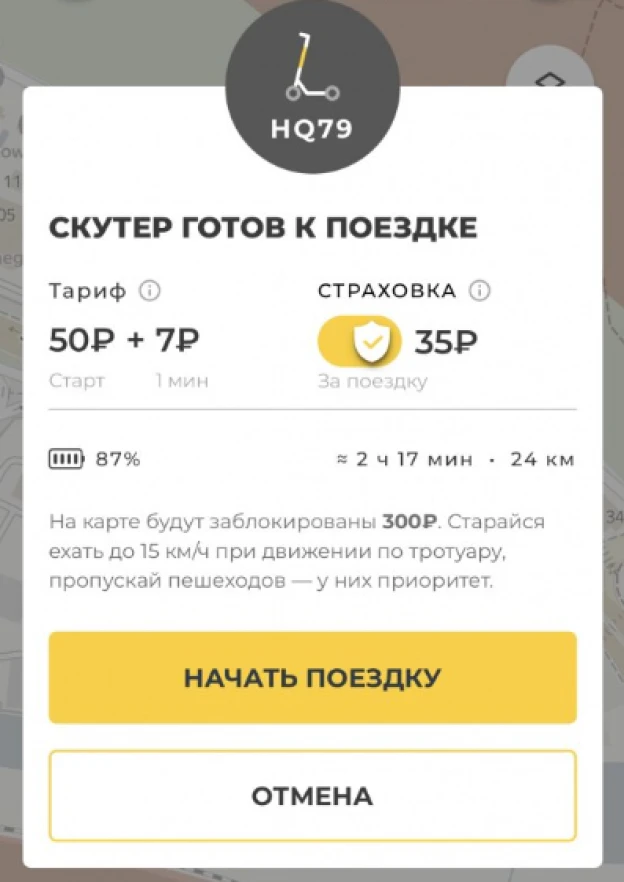 HQ79
СКУТЕР ГОТОВ К ПОЕЗДКЕ
Тариф СТРАХОВКА
50₽ + 7₽ 35₽
Старт 1 мин За поездку
87% ≈ 2 ч 17 мин · 24 км
На карте будут заблокированы 300₽. Старайся
ехать до 15 км/ч при движении по тротуару,
пропускай пешеходов — у них приоритет.
НАЧАТЬ ПОЕЗДКУ
ОТМЕНА